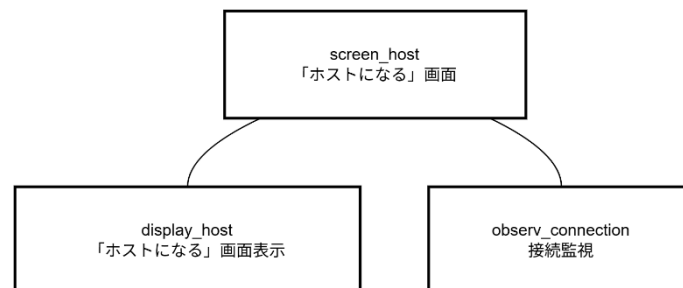 screen_host
「ホストになる」画面
display_host
「ホストになる」画面表示
observ_connection
接続監視